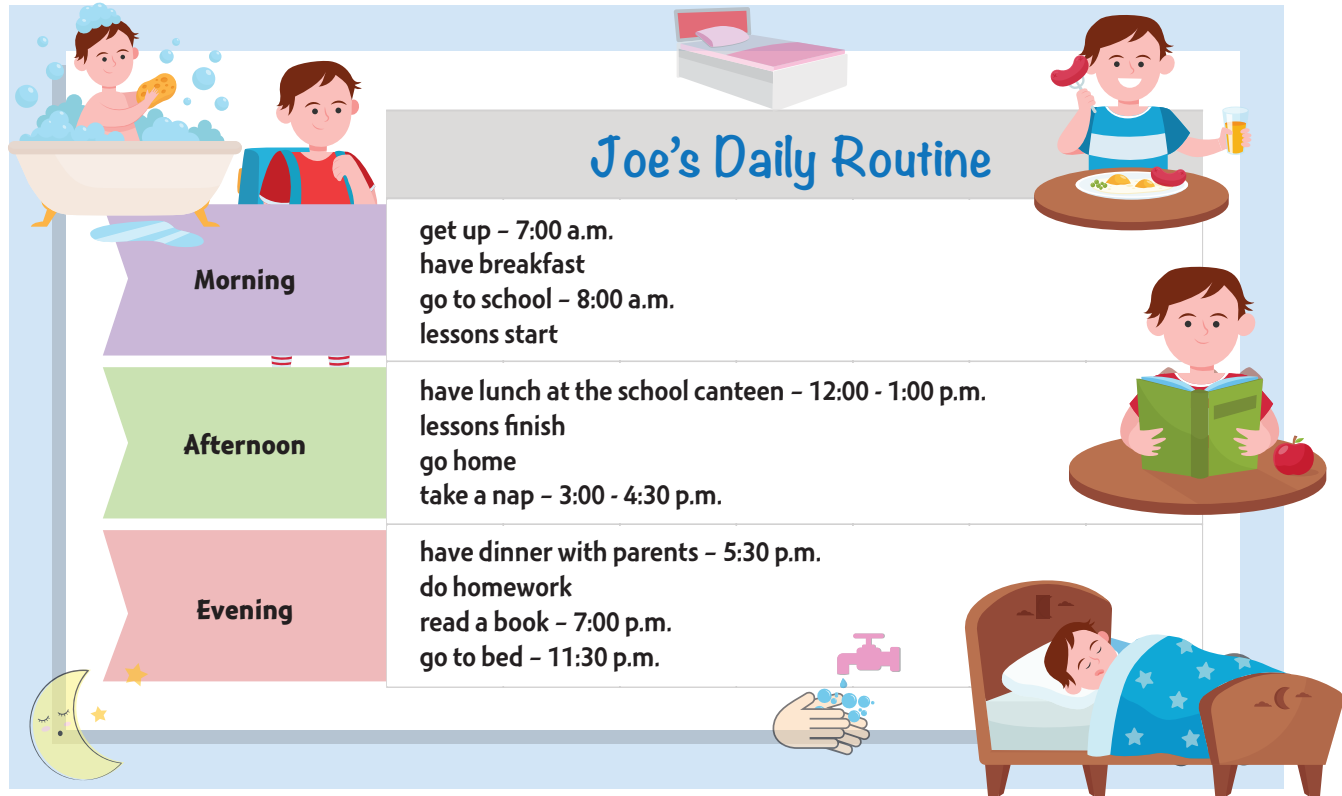 Joe's Daily Routine
Morning
get up – 7:00 a.m.
have breakfast
go to school – 8:00 a.m.
lessons start
Afternoon
have lunch at the school canteen – 12:00 - 1:00 p.m.
lessons finish
go home
take a nap – 3:00 - 4:30 p.m.
Evening
have dinner with parents – 5:30 p.m.
do homework
read a book – 7:00 p.m.
go to bed – 11:30 p.m.